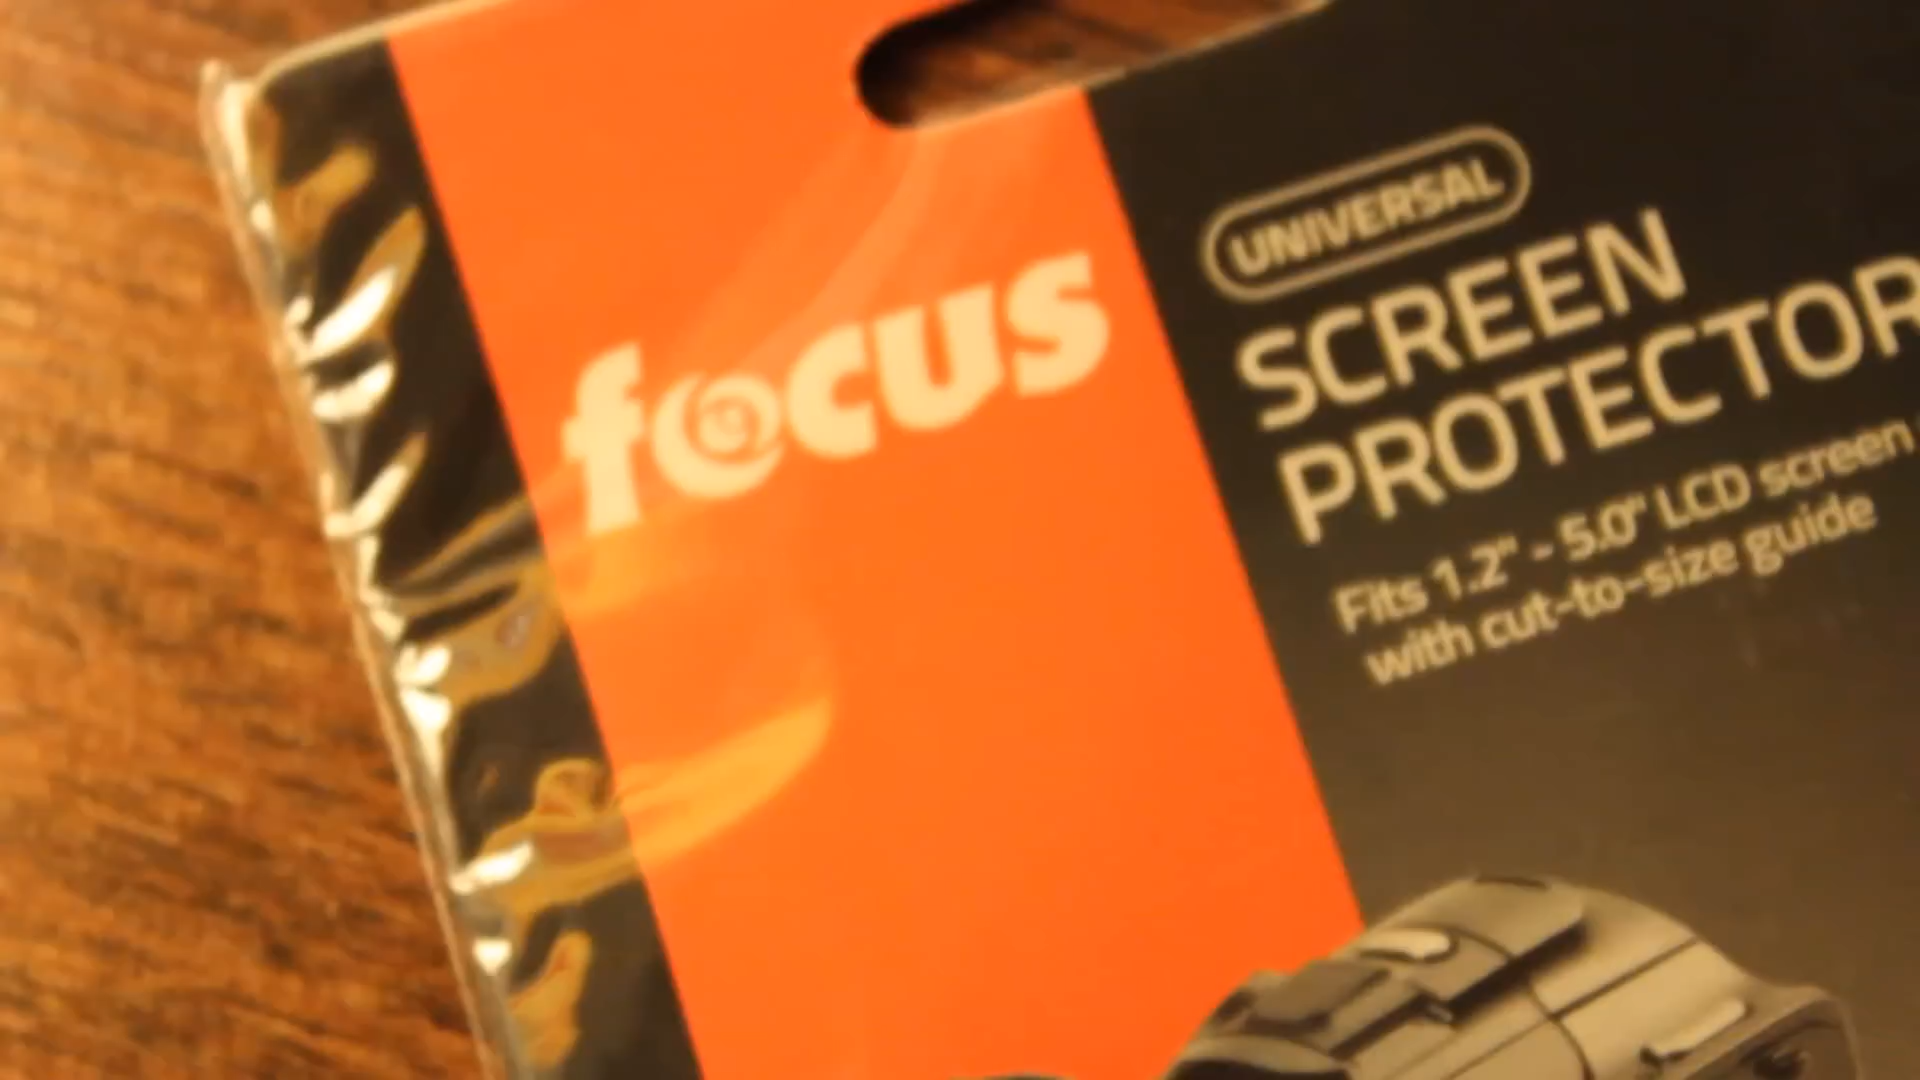 focus
UNIVERSAL
SCREEN
PROTECTOR
Fits 1.2" - 5.0" LCD screen
with cut-to-size guide